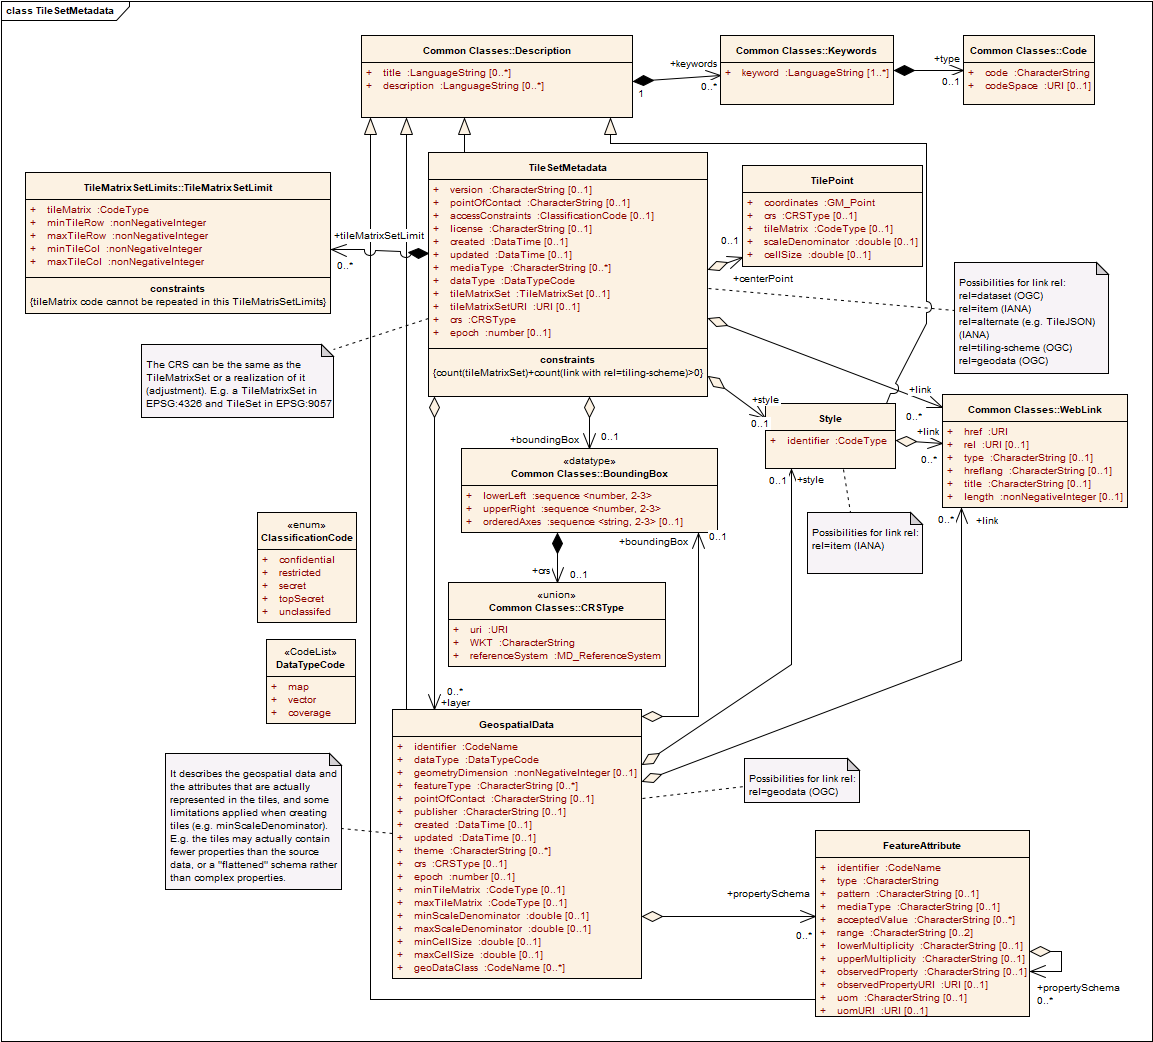 class TileSetMetadata
Common Classes::Description
+ title :LanguageString [0..*]
+ description :LanguageString [0..*]
1
+keywords
0..*
Common Classes::Keywords
+ keyword :LanguageString [1..*]
+type
0..1
Common Classes::Code
+ code :CharacterString
+ codeSpace :URI [0..1]
TileMatrixSetLimits::TileMatrixSetLimit
+ tileMatrix :CodeType
+ minTileRow :nonNegativeInteger
+ maxTileRow :nonNegativeInteger
+ minTileCol :nonNegativeInteger
+ maxTileCol :nonNegativeInteger
constraints
{tileMatrix code cannot be repeated in this TileMatrisSetLimits}
+tileMatrixSetLimit
0..*
TileSetMetadata
+ version :CharacterString [0..1]
+ pointOfContact :CharacterString [0..1]
+ accessConstraints :ClassificationCode [0..1]
+ license :CharacterString [0..1]
+ created :DataTime [0..1]
+ updated :DataTime [0..1]
+ mediaType :CharacterString [0..*]
+ dataType :DataTypeCode
+ tileMatrixSet :TileMatrixSet [0..1]
+ tileMatrixSetURI :URI [0..1]
+ crs :CRSType
+ epoch :number [0..1]
constraints
{count(tileMatrixSet)+count(link with rel=tiling-scheme)>0}
TilePoint
+ coordinates :GM_Point
+ crs :CRSType [0..1]
+ tileMatrix :CodeType [0..1]
+ scaleDenominator :double [0..1]
+ cellSize :double [0..1]
0..1
+centerPoint
Possibilities for link rel:
rel=dataset (OGC)
rel=item (IANA)
rel=alternate (e.g. TileJSON)
(IANA)
rel=tiling-scheme (OGC)
rel=geodata (OGC)
The CRS can be the same as the
TileMatrixSet or a realization of it
(adjustment). E.g. a TileMatrixSet in
EPSG:4326 and TileSet in EPSG:9057
+style
0..1
Style
+ identifier :CodeType
+link
0..*
+link
0..*
Common Classes::WebLink
+ href :URI
+ rel :URI [0..1]
+ type :CharacterString [0..1]
+ hreflang :CharacterString [0..1]
+ title :CharacterString [0..1]
+ length :nonNegativeInteger [0..1]
+boundingBox
0..1
«datatype»
Common Classes::BoundingBox
+ lowerLeft :sequence <number, 2-3>
+ upperRight :sequence <number, 2-3>
+ orderedAxes :sequence <string, 2-3> [0..1]
0..1
+style
0..*
+link
Possibilities for link rel:
rel=item (IANA)
+boundingBox
0..1
+crs
0..1
«union»
Common Classes::CRSType
+ uri :URI
+ WKT :CharacterString
+ referenceSystem :MD_ReferenceSystem
«enum»
ClassificationCode
+ confidential
+ restricted
+ secret
+ topSecret
+ unclassifed
«CodeList»
DataTypeCode
+ map
+ vector
+ coverage
0..*
+layer
GeospatialData
+ identifier :CodeName
+ dataType :DataTypeCode
+ geometryDimension :nonNegativeInteger [0..1]
+ featureType :CharacterString [0..*]
+ pointOfContact :CharacterString [0..1]
+ publisher :CharacterString [0..1]
+ created :DataTime [0..1]
+ updated :DataTime [0..1]
+ theme :CharacterString [0..*]
+ crs :CRSType [0..1]
+ epoch :number [0..1]
+ minTileMatrix :CodeType [0..1]
+ maxTileMatrix :CodeType [0..1]
+ minScaleDenominator :double [0..1]
+ maxScaleDenominator :double [0..1]
+ minCellSize :double [0..1]
+ maxCellSize :double [0..1]
+ geoDataClass :CodeName [0..*]
It describes the geospatial data and
the attributes that are actually
represented in the tiles, and some
limitations applied when creating
tiles (e.g. minScaleDenominator).
E.g. the tiles may actually contain
fewer properties than the source
data, or a "flattened" schema rather
than complex properties.
Possibilities for link rel:
rel=geodata (OGC)
+propertySchema
0..*
FeatureAttribute
+ identifier :CodeName
+ type :CharacterString
+ pattern :CharacterString [0..1]
+ mediaType :CharacterString [0..1]
+ acceptedValue :CharacterString [0..*]
+ range :CharacterString [0..2]
+ lowerMultiplicity :CharacterString [0..1]
+ upperMultiplicity :CharacterString [0..1]
+ observedProperty :CharacterString [0..1]
+ observedPropertyURI :URI [0..1]
+ uom :CharacterString [0..1]
+ uomURI :URI [0..1]
+propertySchema
0..*